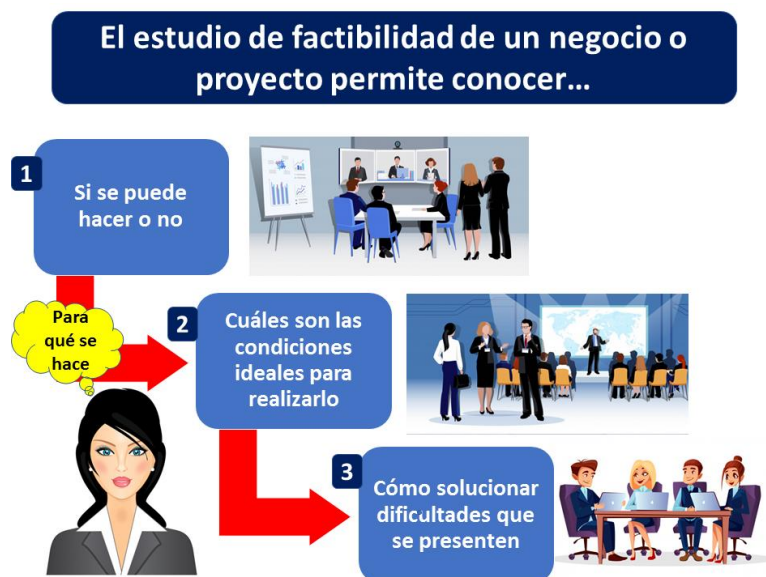 El estudio de factibilidad de un negocio o
proyecto permite conocer...
1
Si se puede
hacer o no
Para
qué se
hace
2
Cuáles son las
condiciones
ideales para
realizarlo
3
Cómo solucionar
dificultades que
se presenten